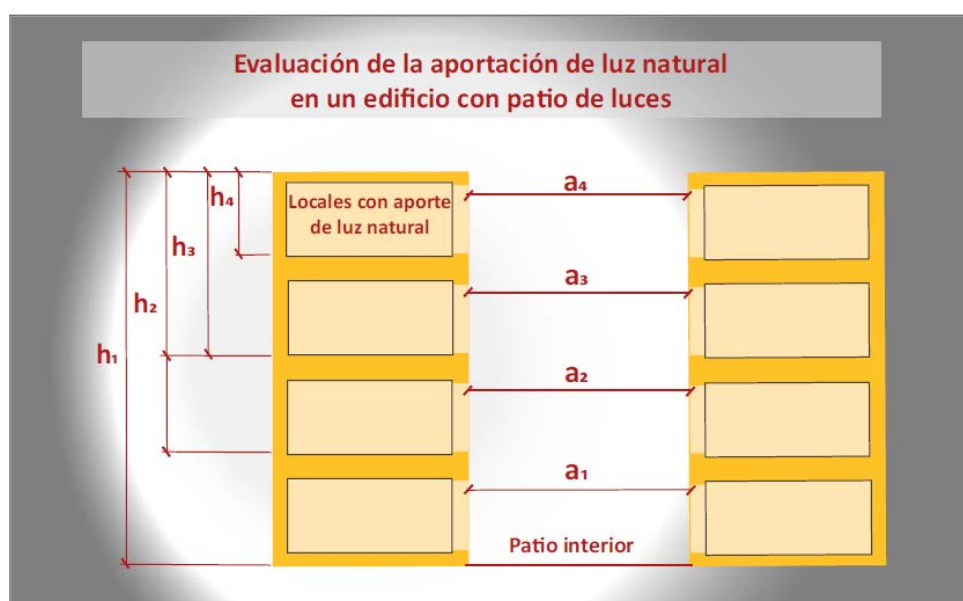 Evaluación de la aportación de luz natural
en un edificio con patio de luces
h₄
Locales con aporte
de luz natural
a₄
h₃
a₃
h₂
h₁
a₂
a₁
Patio interior